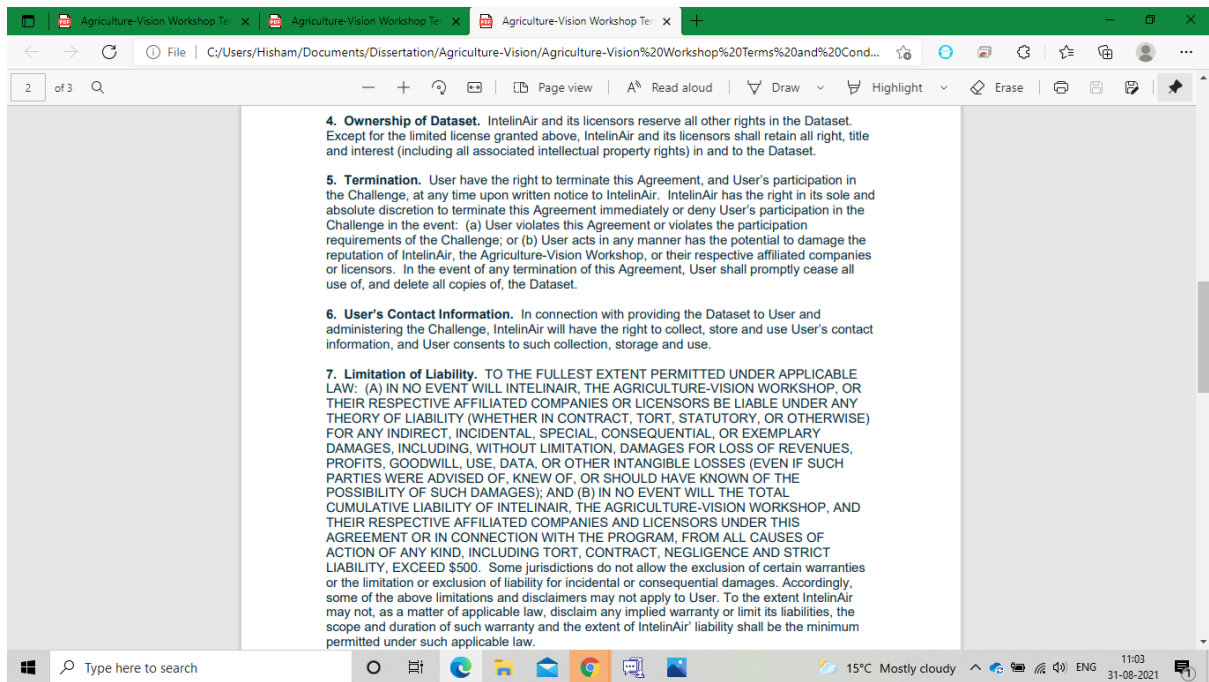 Agriculture-Vision Workshop Ter
Agriculture-Vision Workshop Ter
Agriculture-Vision Workshop Ter
File
C:/Users/Hisham/Documents/Dissertation/Agriculture-Vision/Agriculture-Vision%20Workshop%20Terms%20and%20Cond...
2 of 3
Page view
Read aloud
Draw
Highlight
Erase
4. Ownership of Dataset. IntelinAir and its licensors reserve all other rights in the Dataset.
Except for the limited license granted above, IntelinAir and its licensors shall retain all right, title
and interest (including all associated intellectual property rights) in and to the Dataset.
5. Termination. User have the right to terminate this Agreement, and User's participation in
the Challenge, at any time upon written notice to IntelinAir. IntelinAir has the right in its sole and
absolute discretion to terminate this Agreement immediately or deny User's participation in the
Challenge in the event: (a) User violates this Agreement or violates the participation
requirements of the Challenge; or (b) User acts in any manner has the potential to damage the
reputation of IntelinAir, the Agriculture-Vision Workshop, or their respective affiliated companies
or licensors. In the event of any termination of this Agreement, User shall promptly cease all
use of, and delete all copies of, the Dataset.
6. User's Contact Information. In connection with providing the Dataset to User and
administering the Challenge, IntelinAir will have the right to collect, store and use User's contact
information, and User consents to such collection, storage and use.
7. Limitation of Liability. TO THE FULLEST EXTENT PERMITTED UNDER APPLICABLE
LAW: (A) IN NO EVENT WILL INTELINAIR, THE AGRICULTURE-VISION WORKSHOP, OR
THEIR RESPECTIVE AFFILIATED COMPANIES OR LICENSORS BE LIABLE UNDER ANY
THEORY OF LIABILITY (WHETHER IN CONTRACT, TORT, STATUTORY, OR OTHERWISE)
FOR ANY INDIRECT, INCIDENTAL, SPECIAL, CONSEQUENTIAL, OR EXEMPLARY
DAMAGES, INCLUDING, WITHOUT LIMITATION, DAMAGES FOR LOSS OF REVENUES,
PROFITS, GOODWILL, USE, DATA, OR OTHER INTANGIBLE LOSSES (EVEN IF SUCH
PARTIES WERE ADVISED OF, KNEW OF, OR SHOULD HAVE KNOWN OF THE
POSSIBILITY OF SUCH DAMAGES); AND (B) IN NO EVENT WILL THE TOTAL
CUMULATIVE LIABILITY OF INTELINAIR, THE AGRICULTURE-VISION WORKSHOP, AND
THEIR RESPECTIVE AFFILIATED COMPANIES AND LICENSORS UNDER THIS
AGREEMENT OR IN CONNECTION WITH THE PROGRAM, FROM ALL CAUSES OF
ACTION OF ANY KIND, INCLUDING TORT, CONTRACT, NEGLIGENCE AND STRICT
LIABILITY, EXCEED $500. Some jurisdictions do not allow the exclusion of certain warranties
or the limitation or exclusion of liability for incidental or consequential damages. Accordingly,
some of the above limitations and disclaimers may not apply to User. To the extent IntelinAir
may not, as a matter of applicable law, disclaim any implied warranty or limit its liabilities, the
scope and duration of such warranty and the extent of IntelinAir' liability shall be the minimum
permitted under such applicable law.
Type here to search
15°C Mostly cloudy
ENG
11:03
31-08-2021
1